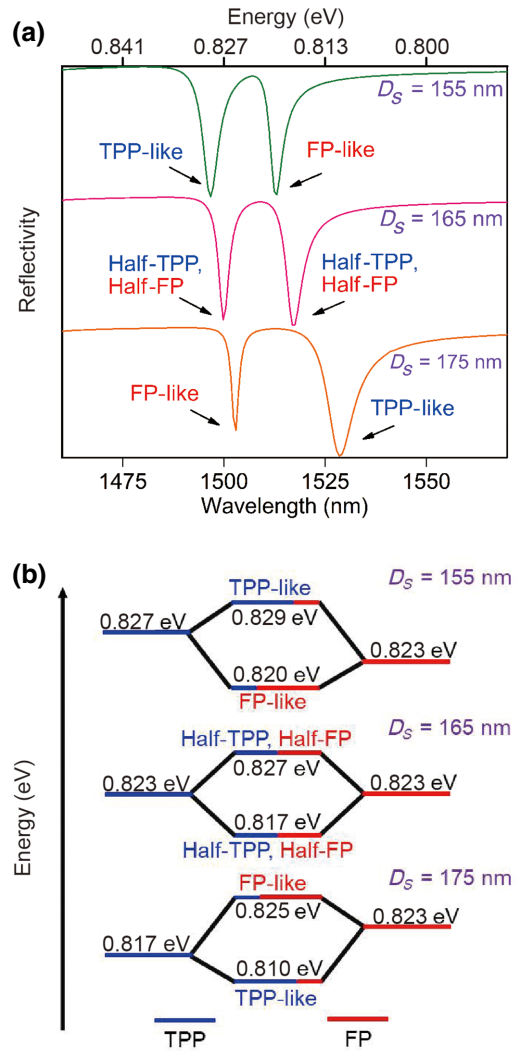 (a)
Energy (eV)
0.841 0.827 0.813 0.800
Reflectivity
D_S = 155 nm
TPP-like FP-like
D_S = 165 nm
Half-TPP, Half-TPP,
Half-FP Half-FP
D_S = 175 nm
FP-like TPP-like
1475 1500 1525 1550
Wavelength (nm)
(b)
Energy (eV)
D_S = 155 nm
TPP-like
0.827 eV 0.829 eV
0.823 eV
0.820 eV
FP-like
D_S = 165 nm
Half-TPP, Half-FP
0.827 eV
0.823 eV 0.823 eV
0.817 eV
Half-TPP, Half-FP
D_S = 175 nm
FP-like
0.825 eV 0.823 eV
0.817 eV
0.810 eV
TPP-like
TPP FP